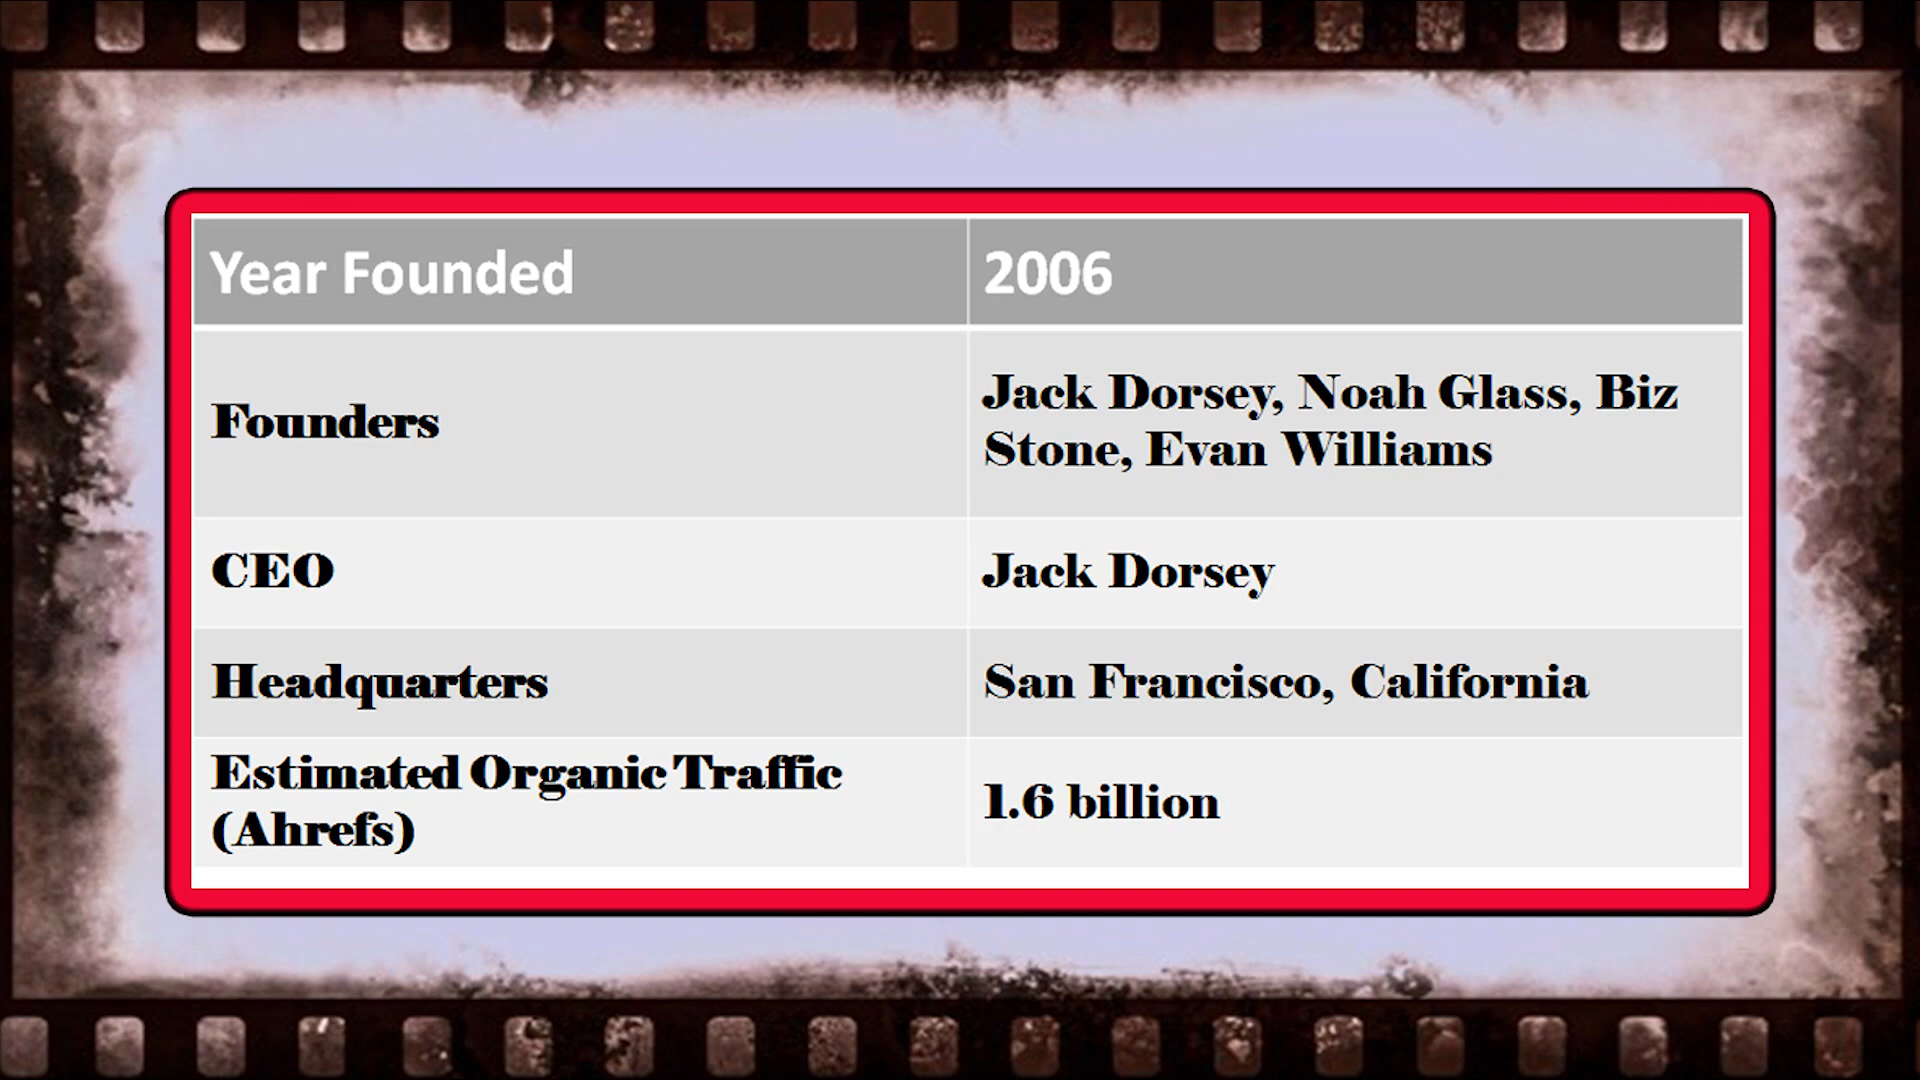 Year Founded
2006
Founders
Jack Dorsey, Noah Glass, Biz
Stone, Evan Williams
CEO
Jack Dorsey
Headquarters
San Francisco, California
Estimated Organic Traffic
(Ahrefs)
1.6 billion